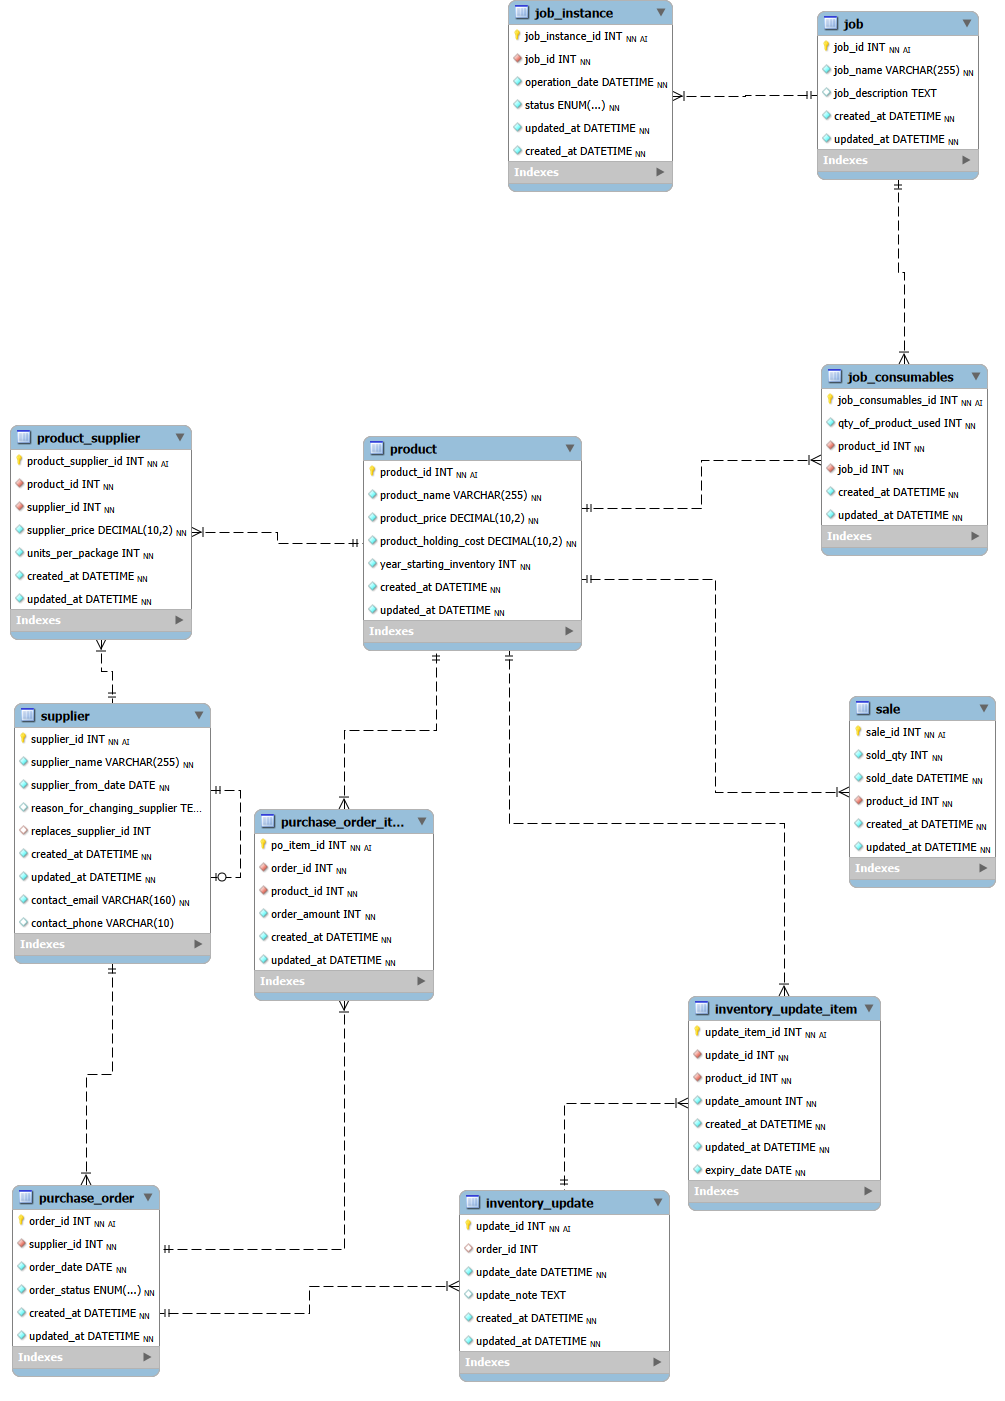 job_instance
job_instance_id INT NN AI
job_id INT NN
operation_date DATETIME NN
status ENUM(...) NN
updated_at DATETIME NN
created_at DATETIME NN
Indexes
job
job_id INT NN AI
job_name VARCHAR(255) NN
job_description TEXT
created_at DATETIME NN
updated_at DATETIME NN
Indexes
job_consumables
job_consumables_id INT NN AI
qty_of_product_used INT NN
product_id INT NN
job_id INT NN
created_at DATETIME NN
updated_at DATETIME NN
Indexes
product_supplier
product_supplier_id INT NN AI
product_id INT NN
supplier_id INT NN
supplier_price DECIMAL(10,2) NN
units_per_package INT NN
created_at DATETIME NN
updated_at DATETIME NN
Indexes
product
product_id INT NN AI
product_name VARCHAR(255) NN
product_price DECIMAL(10,2) NN
product_holding_cost DECIMAL(10,2) NN
year_starting_inventory INT NN
created_at DATETIME NN
updated_at DATETIME NN
Indexes
supplier
supplier_id INT NN AI
supplier_name VARCHAR(255) NN
supplier_from_date DATE NN
reason_for_changing_supplier TE...
replaces_supplier_id INT
created_at DATETIME NN
updated_at DATETIME NN
contact_email VARCHAR(160) NN
contact_phone VARCHAR(10)
Indexes
sale
sale_id INT NN AI
sold_qty INT NN
sold_date DATETIME NN
product_id INT NN
created_at DATETIME NN
updated_at DATETIME NN
Indexes
purchase_order_it...
po_item_id INT NN AI
order_id INT NN
product_id INT NN
order_amount INT NN
created_at DATETIME NN
updated_at DATETIME NN
Indexes
inventory_update_item
update_item_id INT NN AI
update_id INT NN
product_id INT NN
update_amount INT NN
created_at DATETIME NN
updated_at DATETIME NN
expiry_date DATE NN
Indexes
purchase_order
order_id INT NN AI
supplier_id INT NN
order_date DATE NN
order_status ENUM(...) NN
created_at DATETIME NN
updated_at DATETIME NN
Indexes
inventory_update
update_id INT NN AI
order_id INT
update_date DATETIME NN
update_note TEXT
created_at DATETIME NN
updated_at DATETIME NN
Indexes